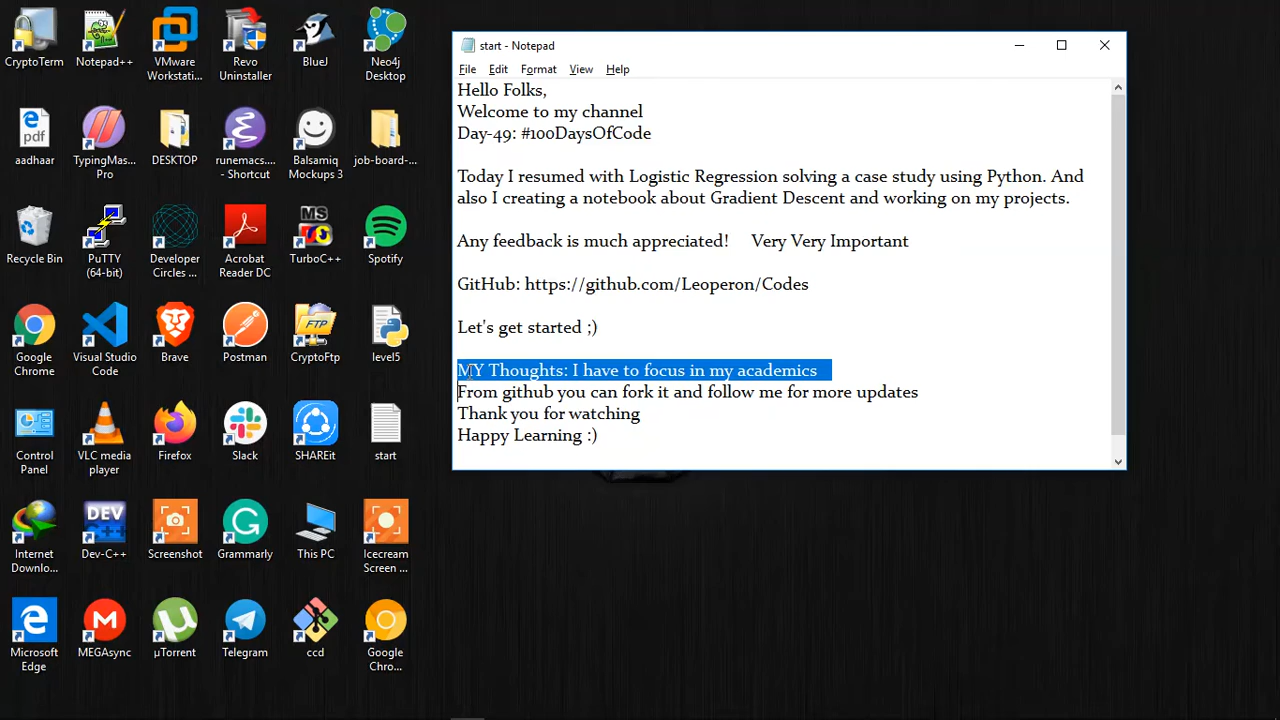 CryptoTerm
Notepad++
VMware
Workstati...
Revo
Uninstaller
BlueJ
Neo4j
Desktop
pdf
aadhaar
TypingMas...
Pro
DESKTOP
runemacs....
- Shortcut
Balsamiq
Mockups 3
job-board-...
Recycle Bin
PuTTY
(64-bit)
Developer
Circles ...
Acrobat
Reader DC
MS
TurboC++
Spotify
Google
Chrome
Visual Studio
Code
Brave
Postman
FTP
CryptoFtp
level5
Control
Panel
VLC media
player
Firefox
Slack
SHAREit
start
Internet
Downlo...
DEV
Dev-C++
Screenshot
Grammarly
This PC
Icecream
Screen ...
Microsoft
Edge
MEGAsync
µTorrent
Telegram
ccd
Google
Chro...
start - Notepad
File Edit Format View Help
Hello Folks,
Welcome to my channel
Day-49: #100DaysOfCode
Today I resumed with Logistic Regression solving a case study using Python. And
also I creating a notebook about Gradient Descent and working on my projects.
Any feedback is much appreciated! Very Very Important
GitHub: https://github.com/Leoperon/Codes
Let's get started ;)
MY Thoughts: I have to focus in my academics
From github you can fork it and follow me for more updates
Thank you for watching
Happy Learning :)